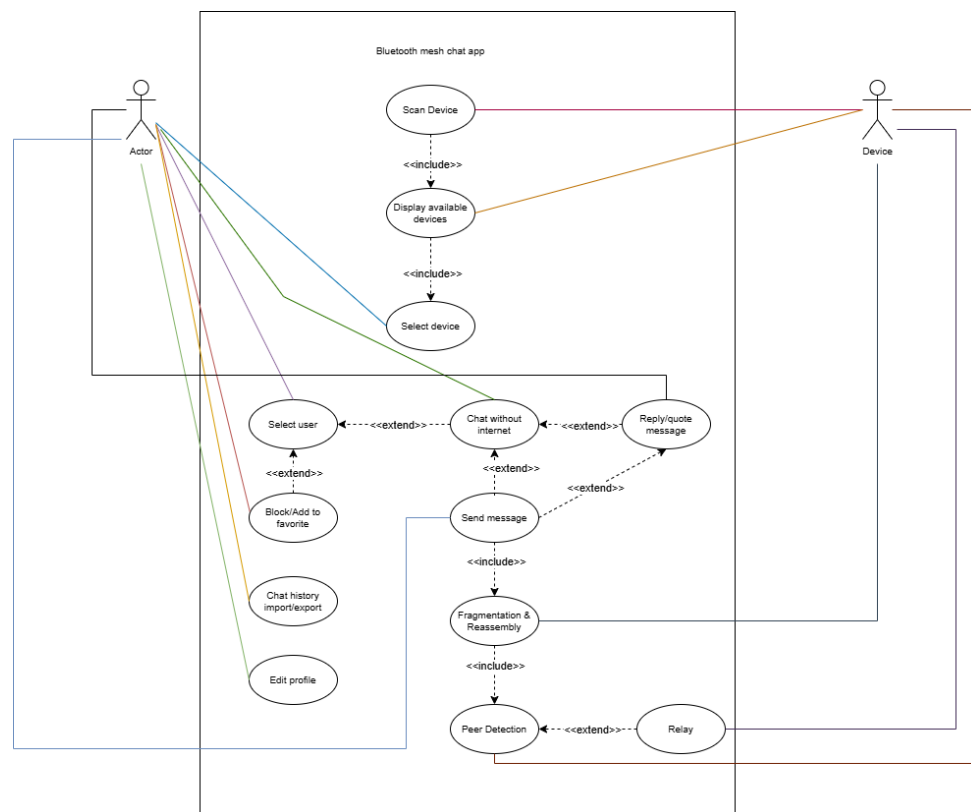 Bluetooth mesh chat app
Scan Device
Actor
Device
<<include>>
Display available
devices
<<include>>
Select device
Select user
<<extend>>
Chat without
internet
<<extend>>
Reply/quote
message
<<extend>>
<<extend>>
<<extend>>
Block/Add to
favorite
Send message
<<include>>
Chat history
import/export
Fragmentation &
Reassembly
<<include>>
Edit profile
Peer Detection
<<extend>>
Relay